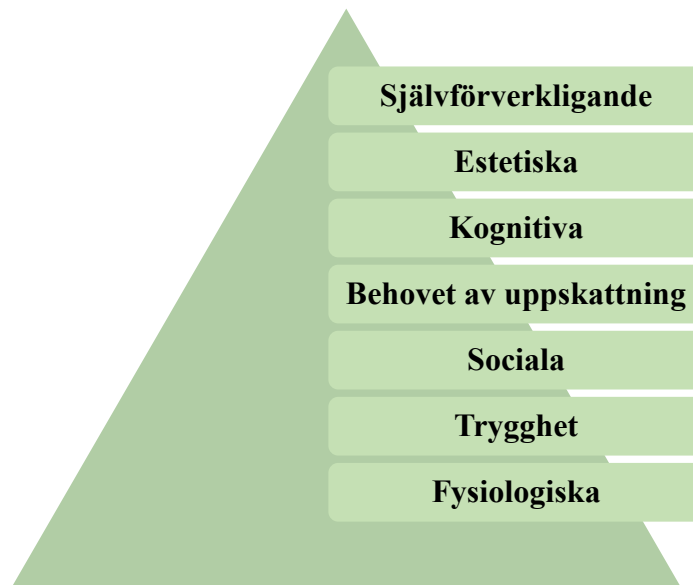 Självförverkligande
Estetiska
Kognitiva
Behovet av uppskattning
Sociala
Trygghet
Fysiologiska